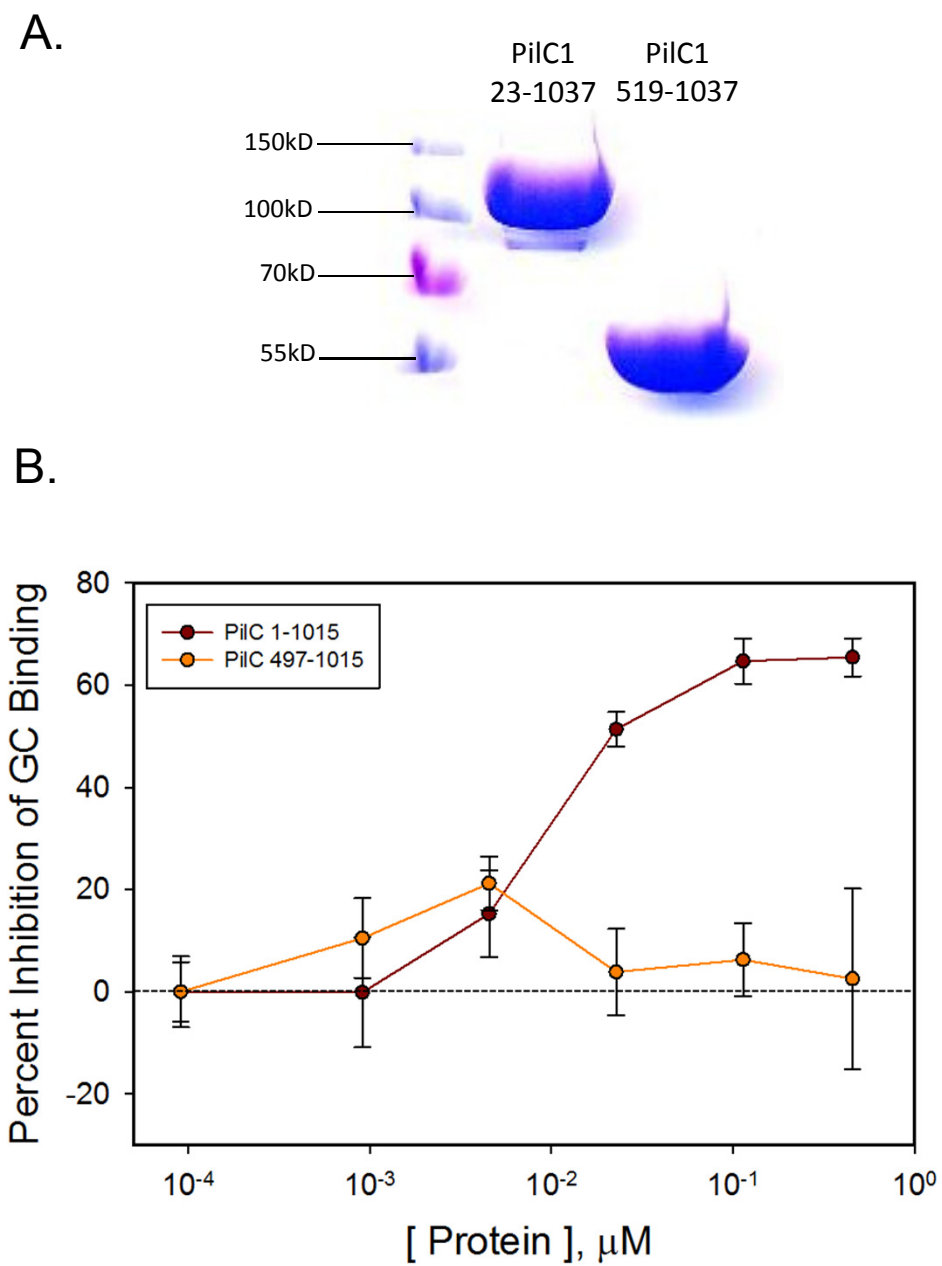 A.
PilC1 PilC1
23-1037 519-1037
150kD
100kD
70kD
55kD
B.
80
60
40
20
0
-20
PilC 1-1015
PilC 497-1015
Percent Inhibition of GC Binding
10-4 10-3 10-2 10-1 100
[ Protein ], μM